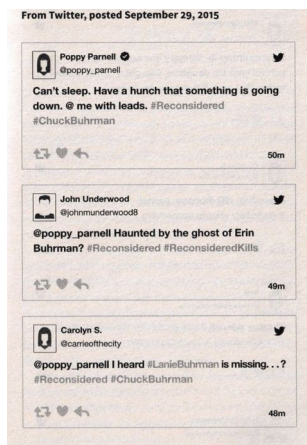 From Twitter, posted September 29, 2015
Poppy Parnell
@poppy_parnell
Can't sleep. Have a hunch that something is going
down. @ me with leads. #Reconsidered
#ChuckBuhrman
50m
John Underwood
@johnmunderwood8
@poppy_parnell Haunted by the ghost of Erin
Buhrman? #Reconsidered #ReconsideredKills
49m
Carolyn S.
@carrieofthecity
@poppy_parnell I heard #LanieBuhrman is missing. . .?
#Reconsidered #ChuckBuhrman
48m